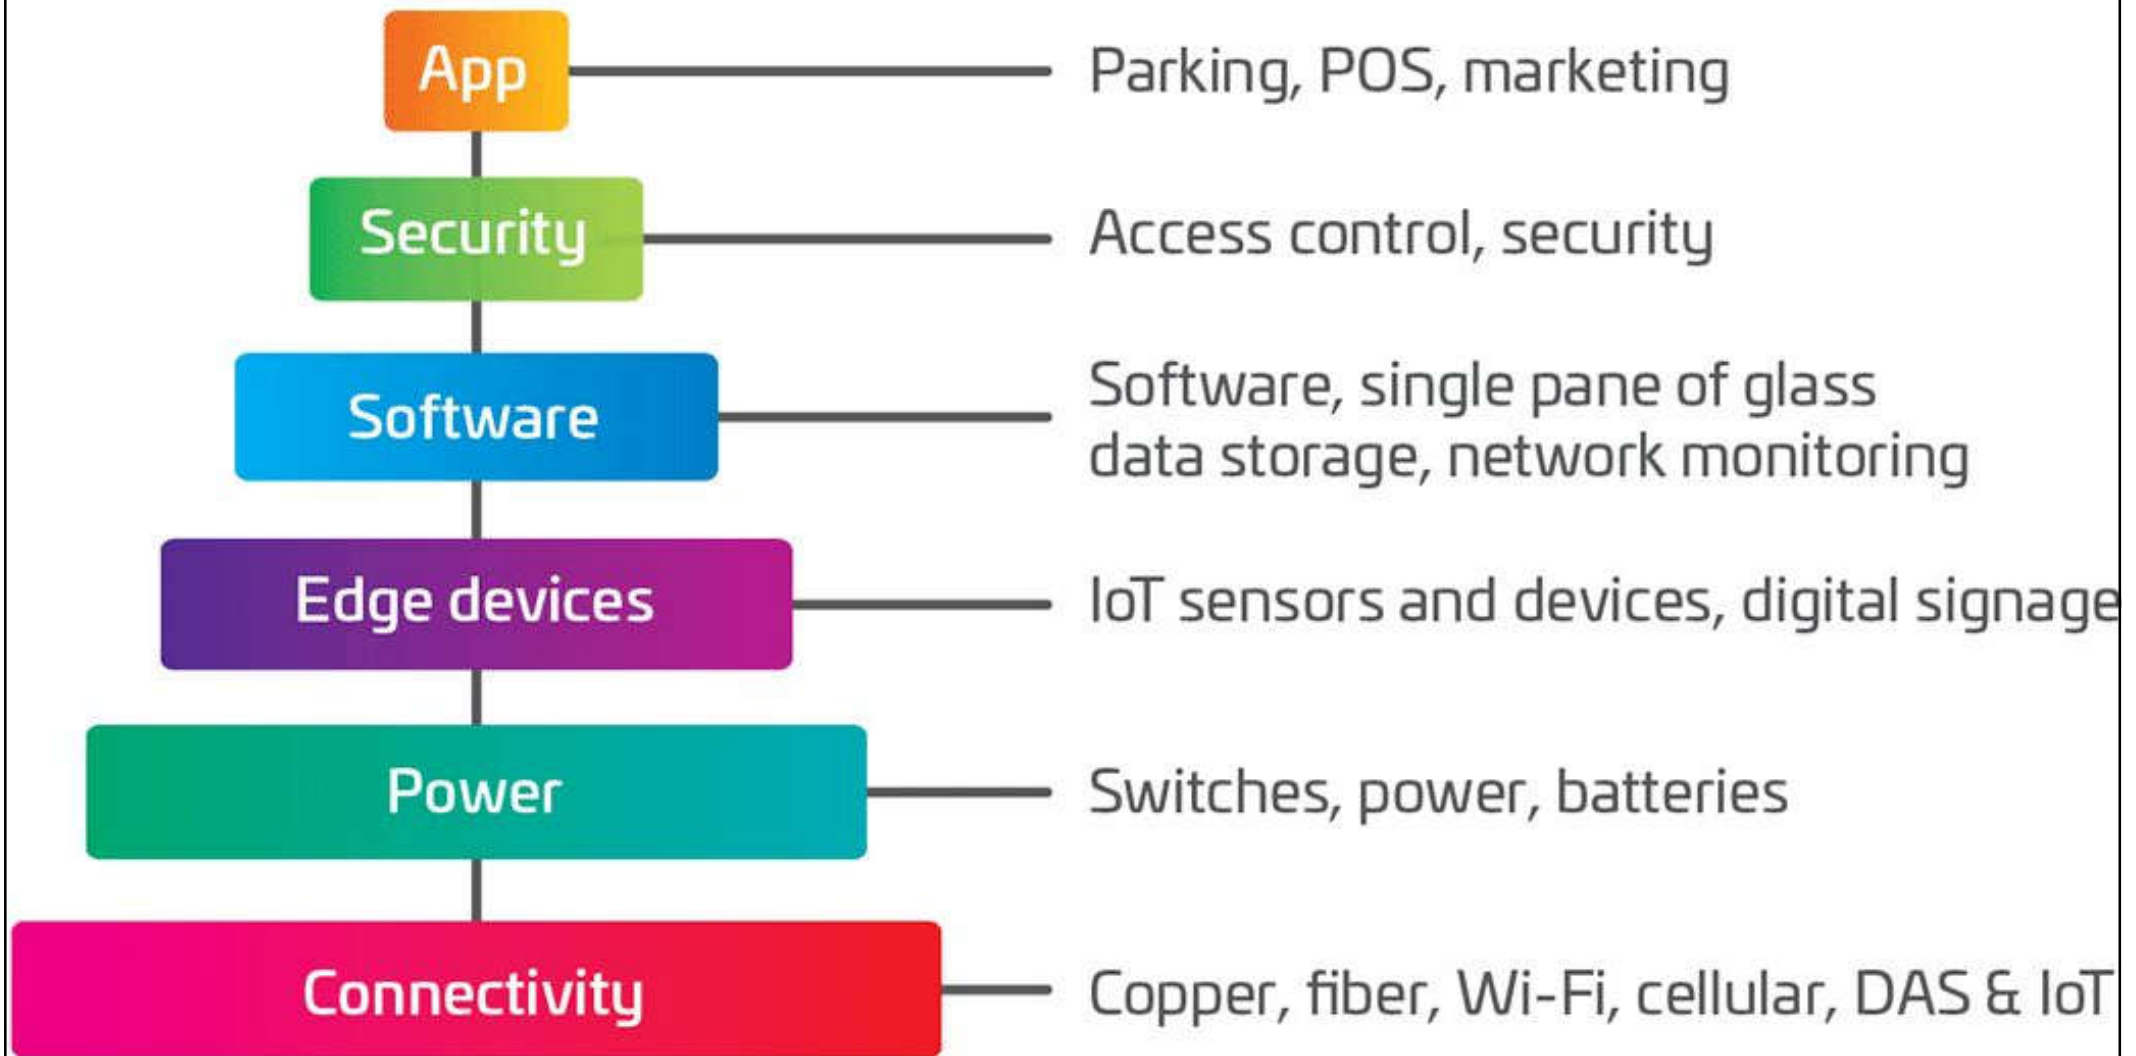 App
Parking, POS, marketing
Security
Access control, security
Software
Software, single pane of glass
data storage, network monitoring
Edge devices
IoT sensors and devices, digital signage
Power
Switches, power, batteries
Connectivity
Copper, fiber, Wi-Fi, cellular, DAS & IoT